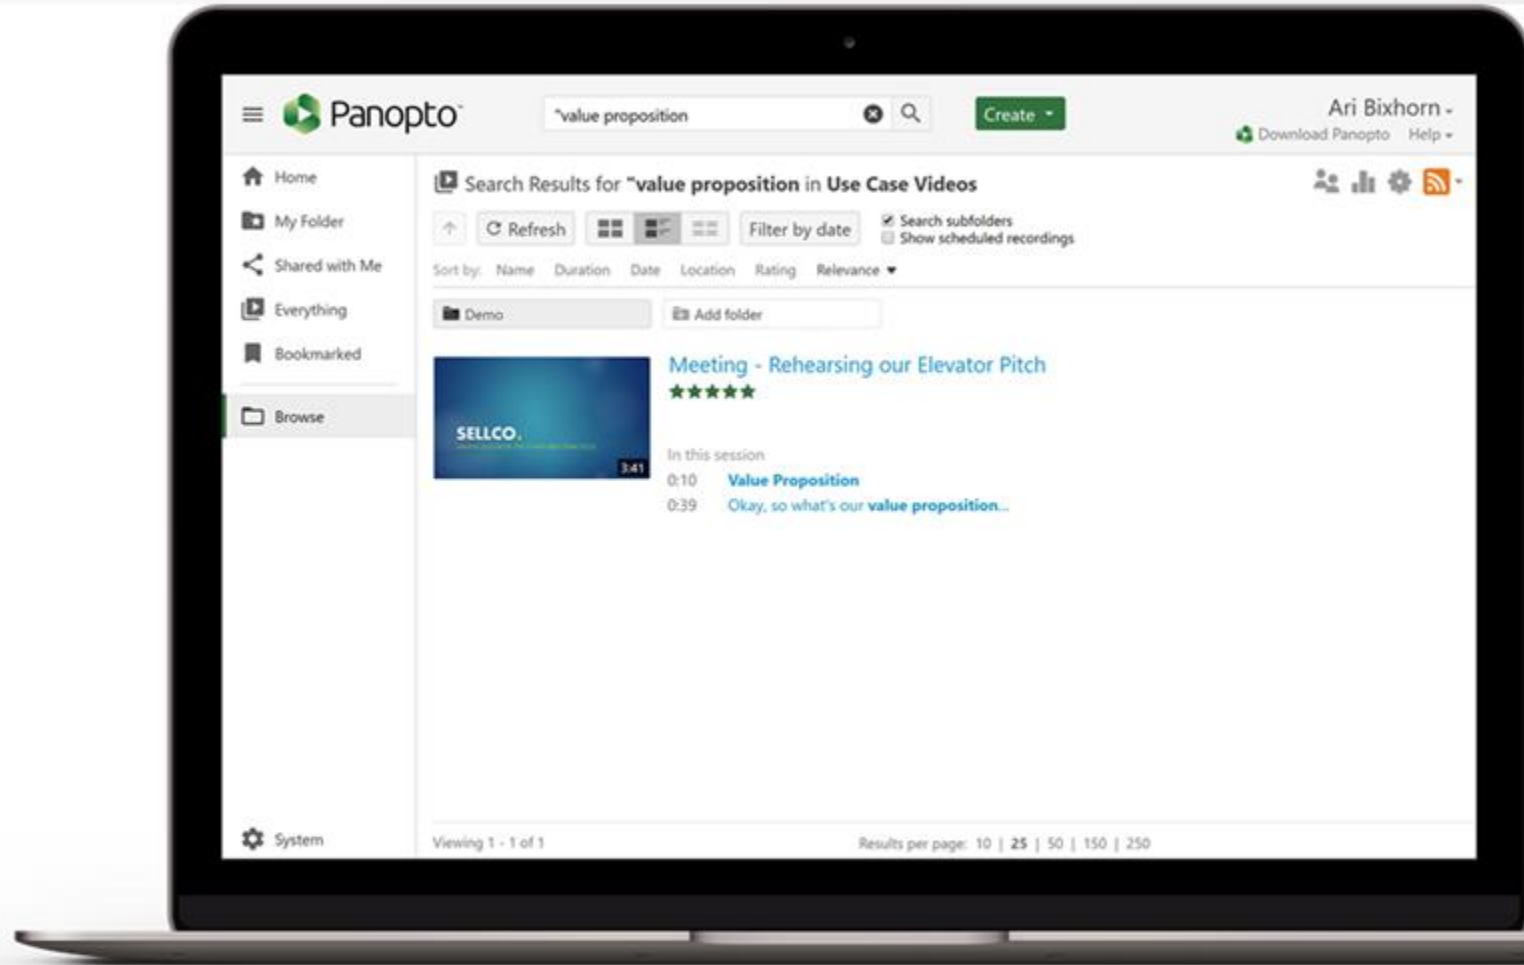 Panopto
"value proposition
Create
Ari Bixhorn
Download Panopto Help
Home
My Folder
Shared with Me
Everything
Bookmarked
Browse
System
Search Results for "value proposition in Use Case Videos
Refresh
Filter by date
Search subfolders
Show scheduled recordings
Sort by: Name Duration Date Location Rating Relevance
Demo
Add folder
SELLCO.
3:41
Meeting - Rehearsing our Elevator Pitch
In this session
0:10 Value Proposition
0:39 Okay, so what's our value proposition...
Viewing 1 - 1 of 1
Results per page: 10 | 25 | 50 | 150 | 250